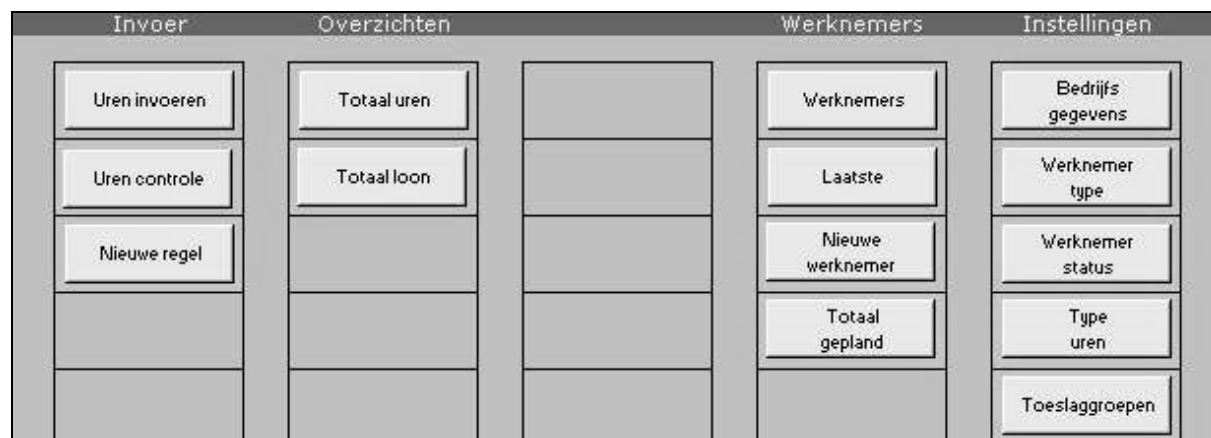 Invoer Overzichten Werknemers Instellingen
Uren invoeren Totaal uren Werknemers Bedrijfs
gegevens
Uren controle Totaal loon Laatste Werknemer
type
Nieuwe regel Nieuwe
werknemer Werknemer
status
Totaal
gepland Type
uren
Toeslaggroepen